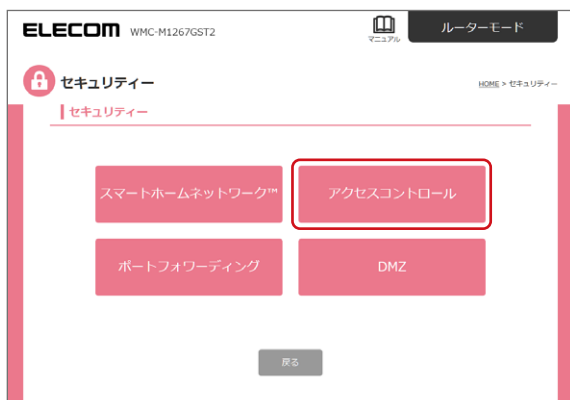 ELECOM WMC-M1267GST2 マニュアル ルーターモード
セキュリティー HOME > セキュリティー
セキュリティー
スマートホームネットワーク™ アクセスコントロール
ポートフォワーディング DMZ
戻る